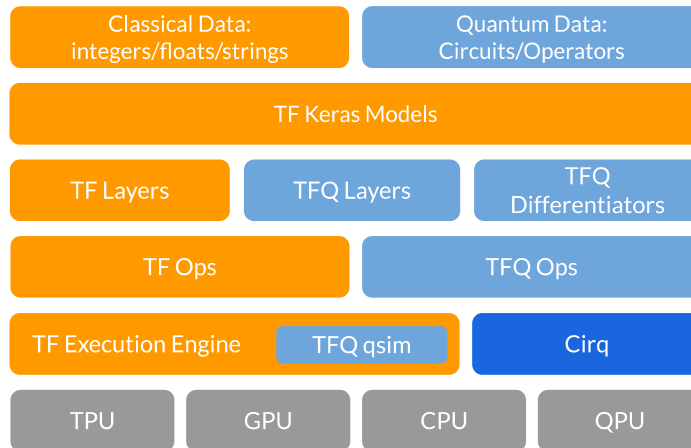 Classical Data:
integers/floats/strings
Quantum Data:
Circuits/Operators
TF Keras Models
TF Layers
TFQ Layers
TFQ
Differentiators
TF Ops
TFQ Ops
TF Execution Engine
TFQ qsim
Cirq
TPU
GPU
CPU
QPU